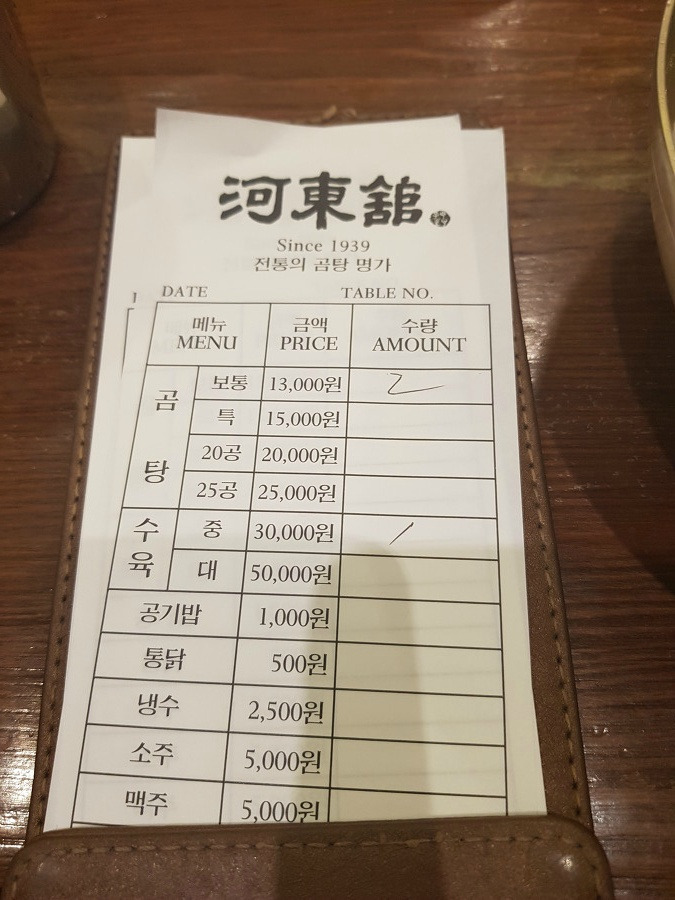 河東舘
Since 1939
전통의 곰탕 명가
DATE TABLE NO.
메뉴 금액 수량
MENU PRICE AMOUNT
곰탕
보통 13,000원 2
특 15,000원
20공 20,000원
25공 25,000원
수육
중 30,000원 /
대 50,000원
공기밥 1,000원
통닭 500원
냉수 2,500원
소주 5,000원
맥주 5,000원